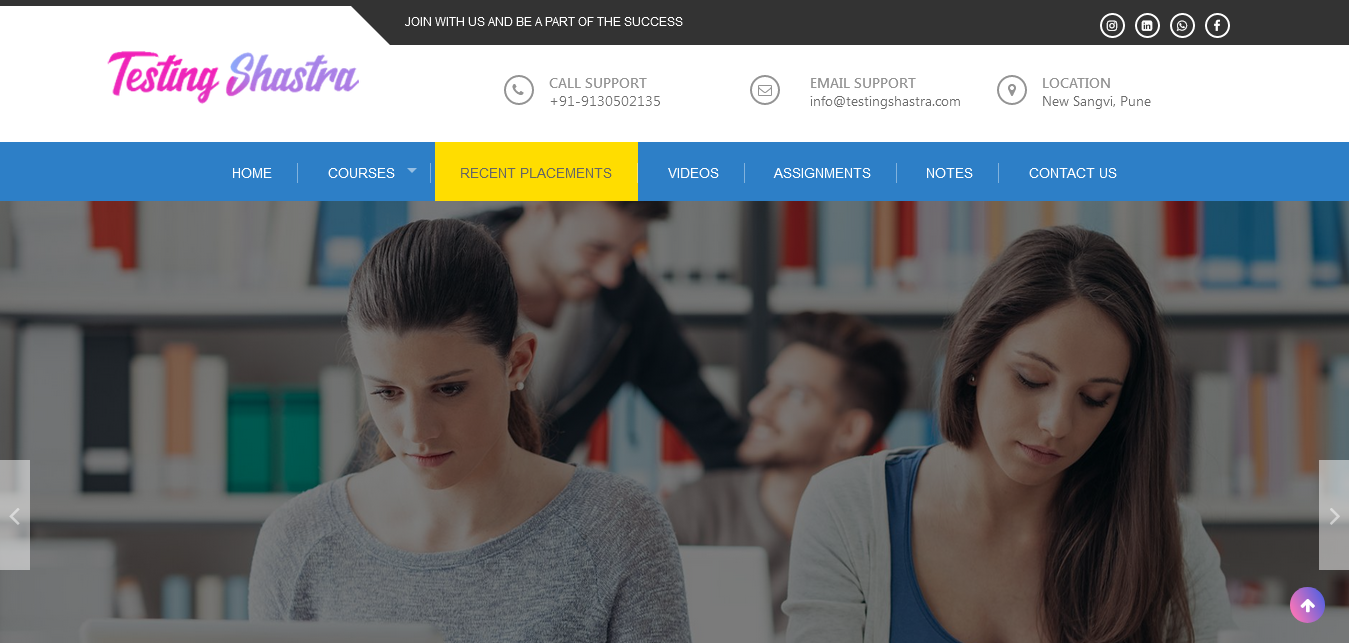 JOIN WITH US AND BE A PART OF THE SUCCESS
Testing Shastra
CALL SUPPORT
+91-9130502135
EMAIL SUPPORT
info@testingshastra.com
LOCATION
New Sangvi, Pune
HOME COURSES RECENT PLACEMENTS VIDEOS ASSIGNMENTS NOTES CONTACT US